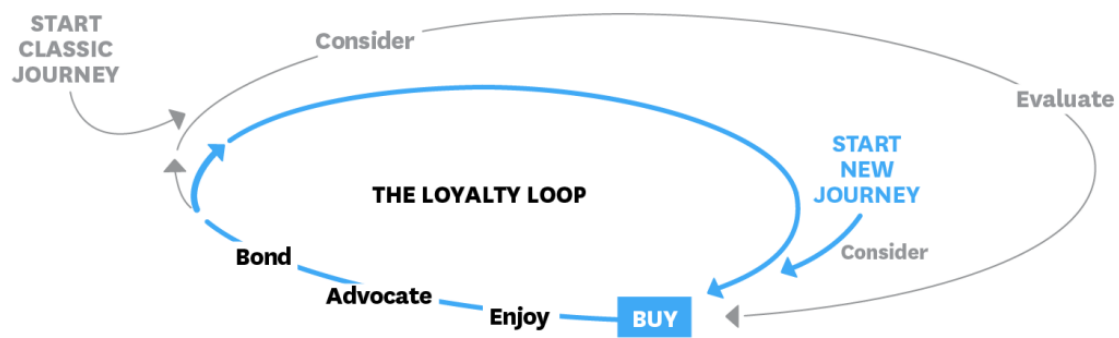 START
CLASSIC
JOURNEY
Consider
Evaluate
START
NEW
JOURNEY
THE LOYALTY LOOP
Consider
Bond
Advocate
Enjoy
BUY